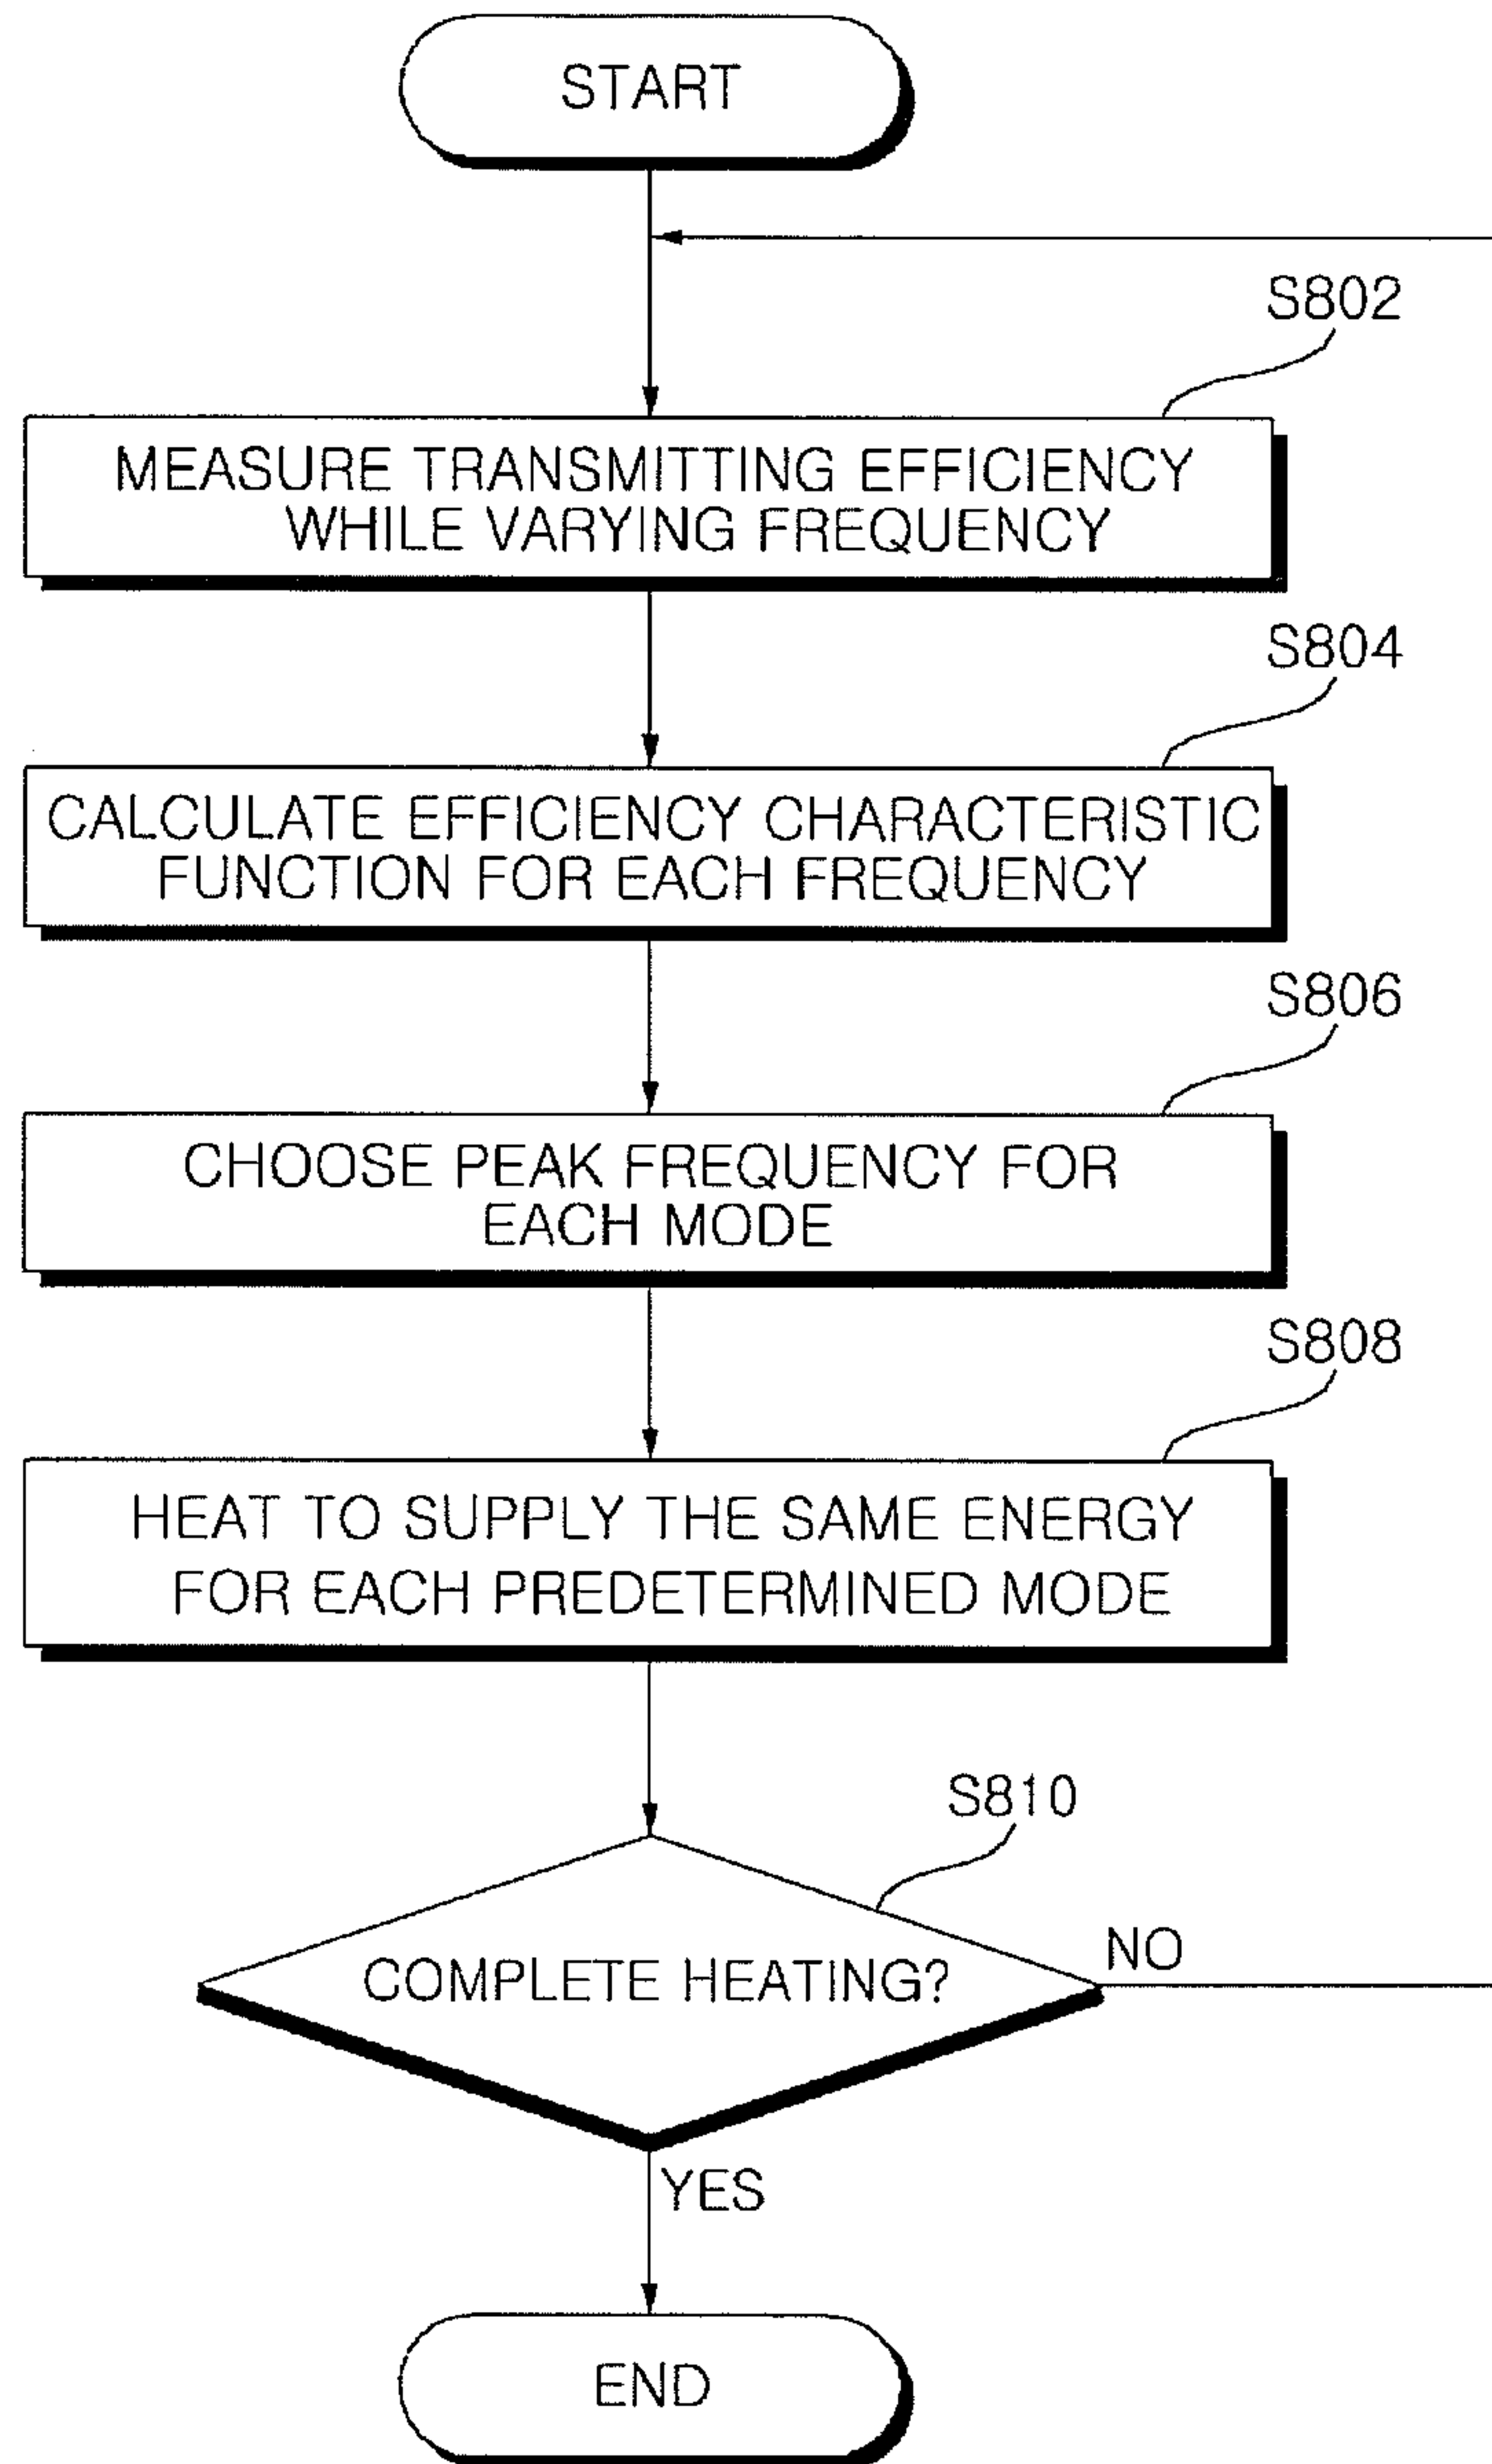 START
S802
MEASURE TRANSMITTING EFFICIENCY
WHILE VARYING FREQUENCY
S804
CALCULATE EFFICIENCY CHARACTERISTIC
FUNCTION FOR EACH FREQUENCY
S806
CHOOSE PEAK FREQUENCY FOR
EACH MODE
S808
HEAT TO SUPPLY THE SAME ENERGY
FOR EACH PREDETERMINED MODE
S810
COMPLETE HEATING?
NO
YES
END